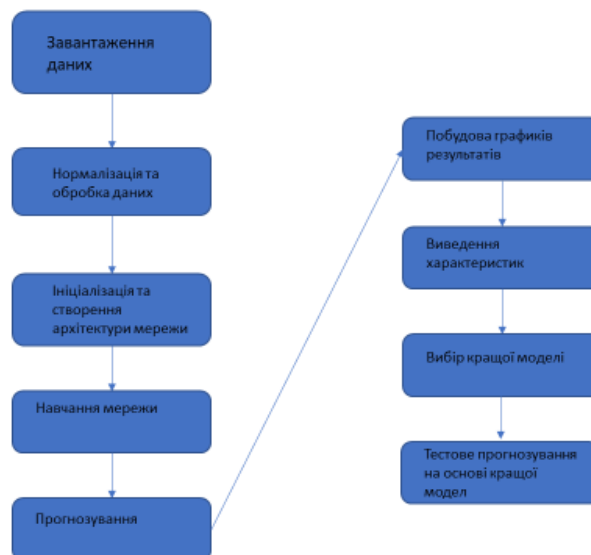 Завантаження
даних
Нормалізація та
обробка даних
Ініціалізація та
створення
архітектури мережи
Навчання мережи
Прогнозування
Побудова графиків
результатів
Виведення
характеристик
Вибір кращої моделі
Тестове прогнозування
на основі кращої
модел